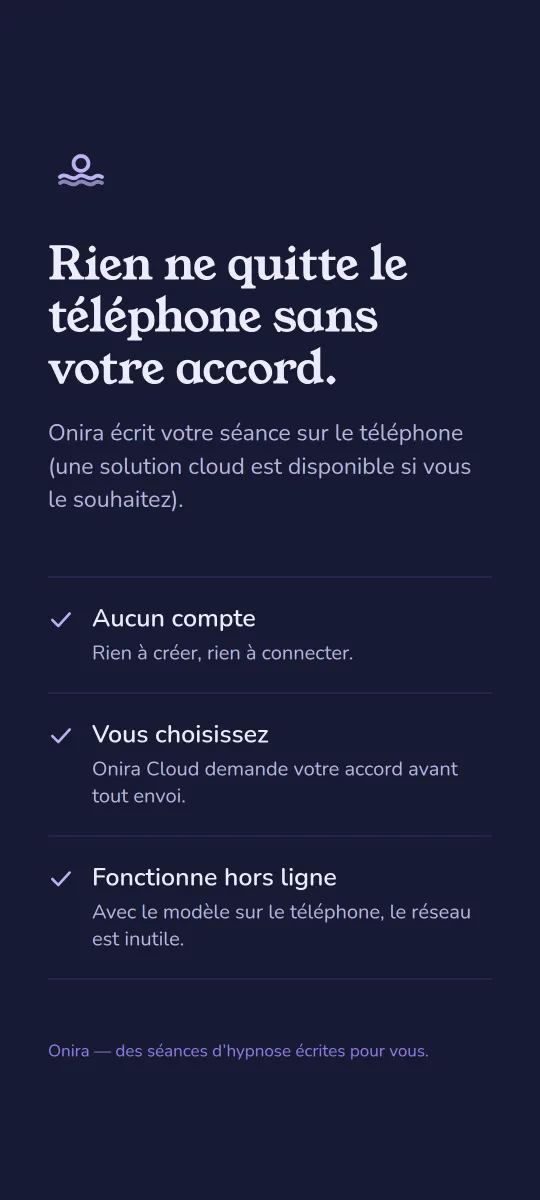 Rien ne quitte le
téléphone sans
votre accord.
Onira écrit votre séance sur le téléphone
(une solution cloud est disponible si vous
le souhaitez).
Aucun compte
Rien à créer, rien à connecter.
Vous choisissez
Onira Cloud demande votre accord avant
tout envoi.
Fonctionne hors ligne
Avec le modèle sur le téléphone, le réseau
est inutile.
Onira — des séances d'hypnose écrites pour vous.